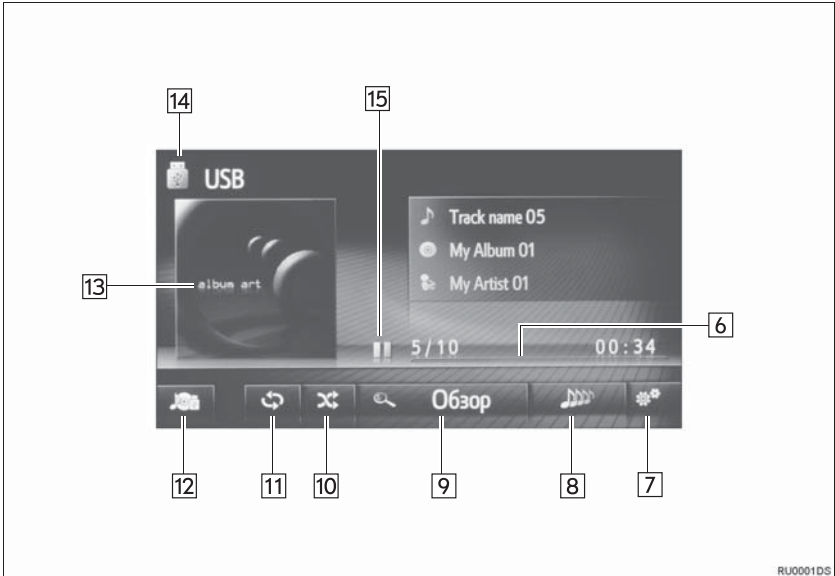 14
15
USB
Track name 05
My Album 01
My Artist 01
13
album art
6
5/10
00:34
Обзор
12
11
10
9
8
7
RU0001DS